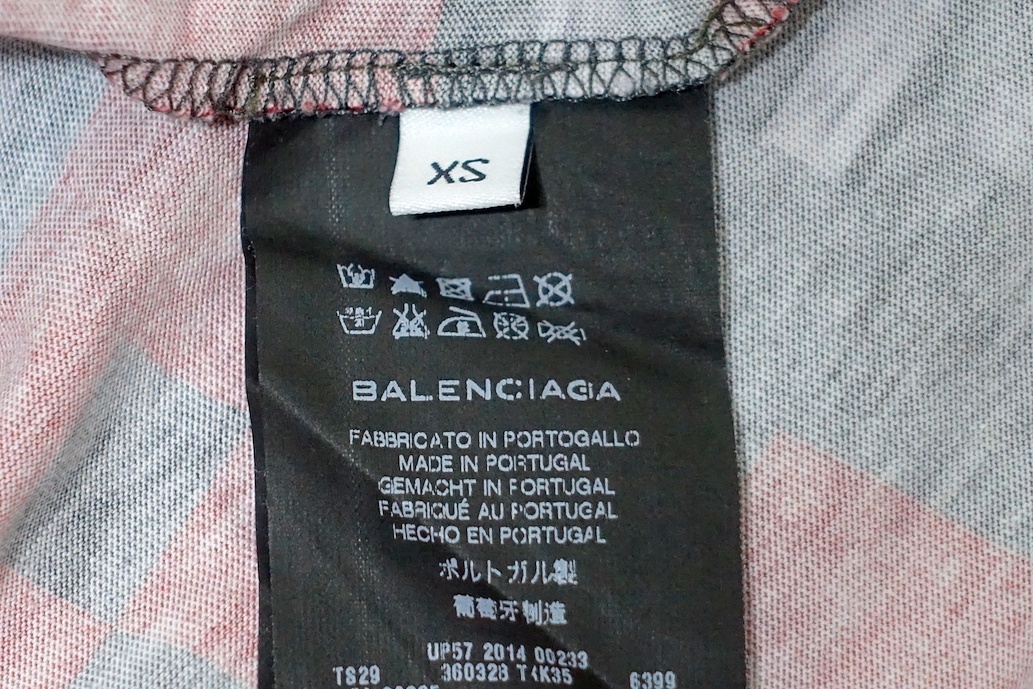 XS
BALENCIAGA
FABBRICATO IN PORTOGALLO
MADE IN PORTUGAL
GEMACHT IN PORTUGAL
FABRIQUÉ AU PORTUGAL
HECHO EN PORTUGAL
ポルトガル製
葡萄牙制造
UP57 2014 00233
TS29 360328 T4K35 6399